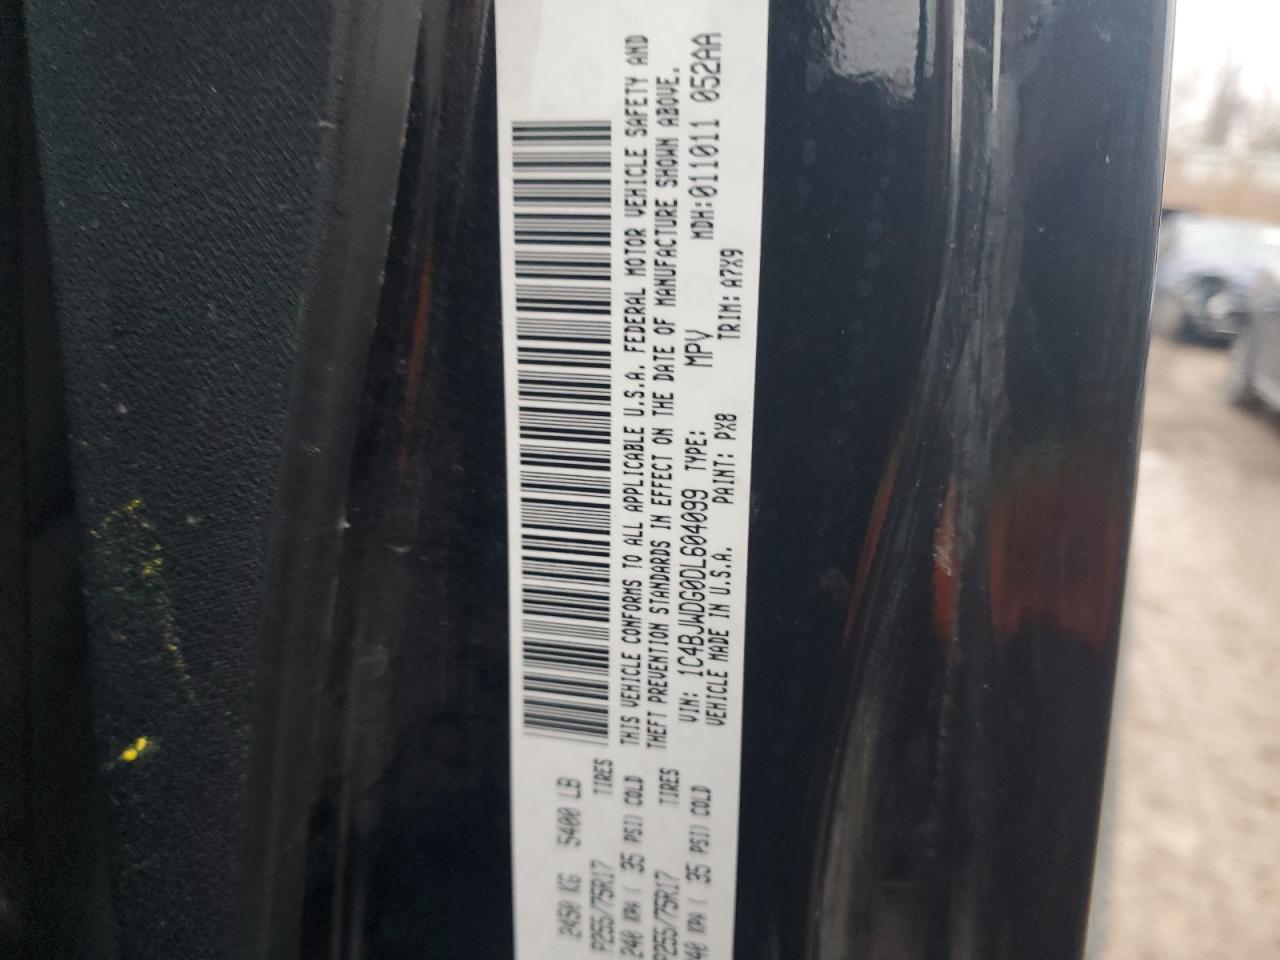 2450 KG 5400 LB
P255/75R17 TIRES
240 KPA ( 35 PSI) COLD
P255/75R17 TIRES
40 KPA ( 35 PSI) COLD
THIS VEHICLE CONFORMS TO ALL APPLICABLE U.S.A. FEDERAL MOTOR VEHICLE SAFETY AND
THEFT PREVENTION STANDARDS IN EFFECT ON THE DATE OF MANUFACTURE SHOWN ABOVE.
VIN: 1C4BJWDG0DL604099 TYPE: MPV MDH:011011 052AA
VEHICLE MADE IN U.S.A. PAINT: PX8 TRIM: A7X9